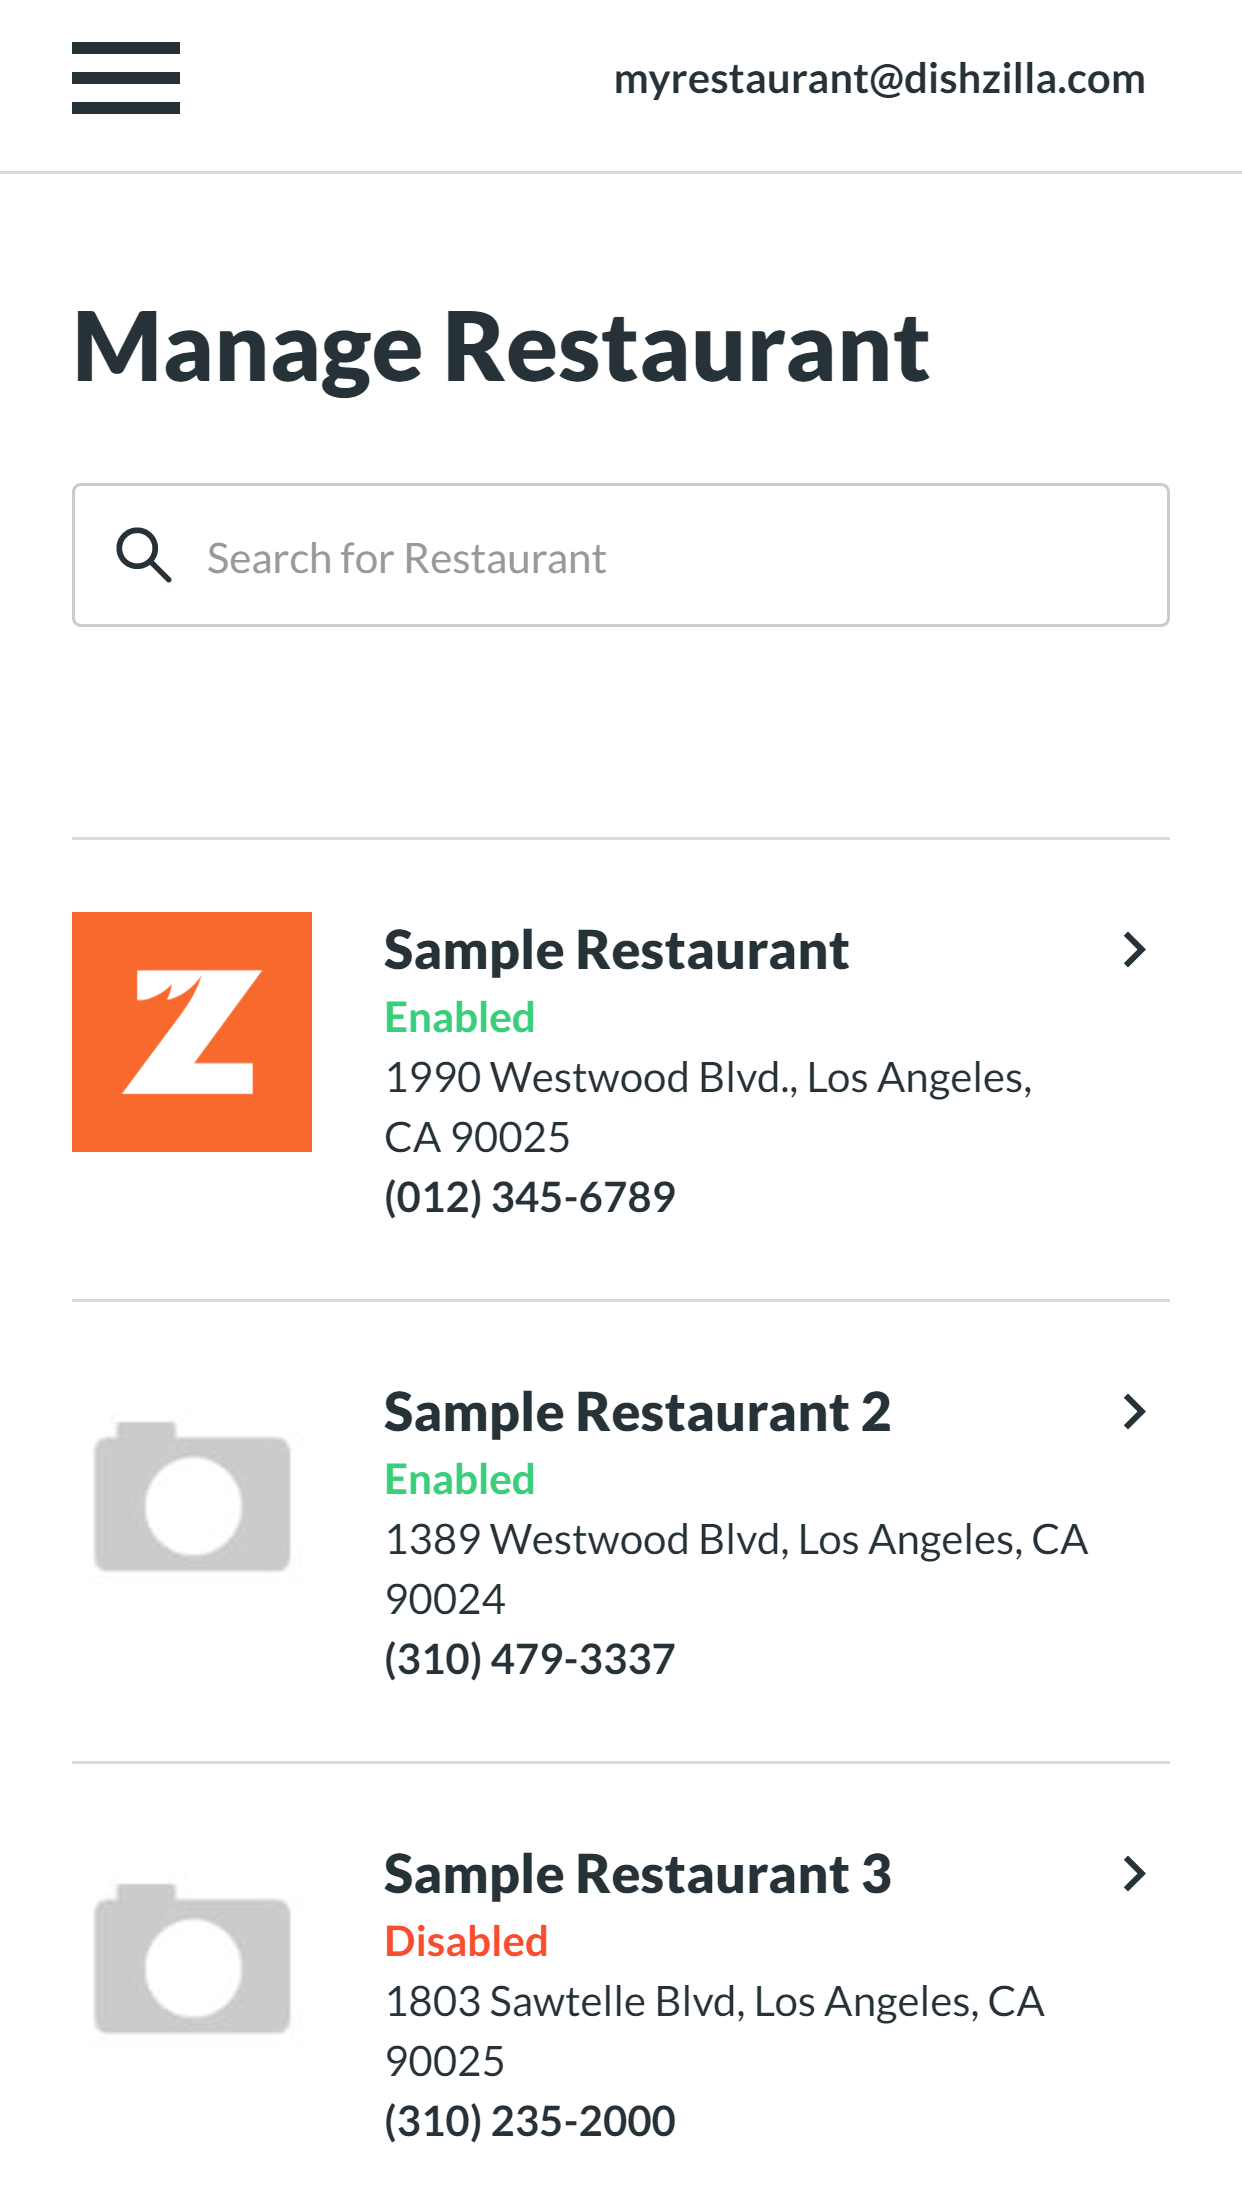 myrestaurant@dishzilla.com
Manage Restaurant
Search for Restaurant
Z
Sample Restaurant
Enabled
1990 Westwood Blvd., Los Angeles,
CA 90025
(012) 345-6789
Sample Restaurant 2
Enabled
1389 Westwood Blvd, Los Angeles, CA
90024
(310) 479-3337
Sample Restaurant 3
Disabled
1803 Sawtelle Blvd, Los Angeles, CA
90025
(310) 235-2000